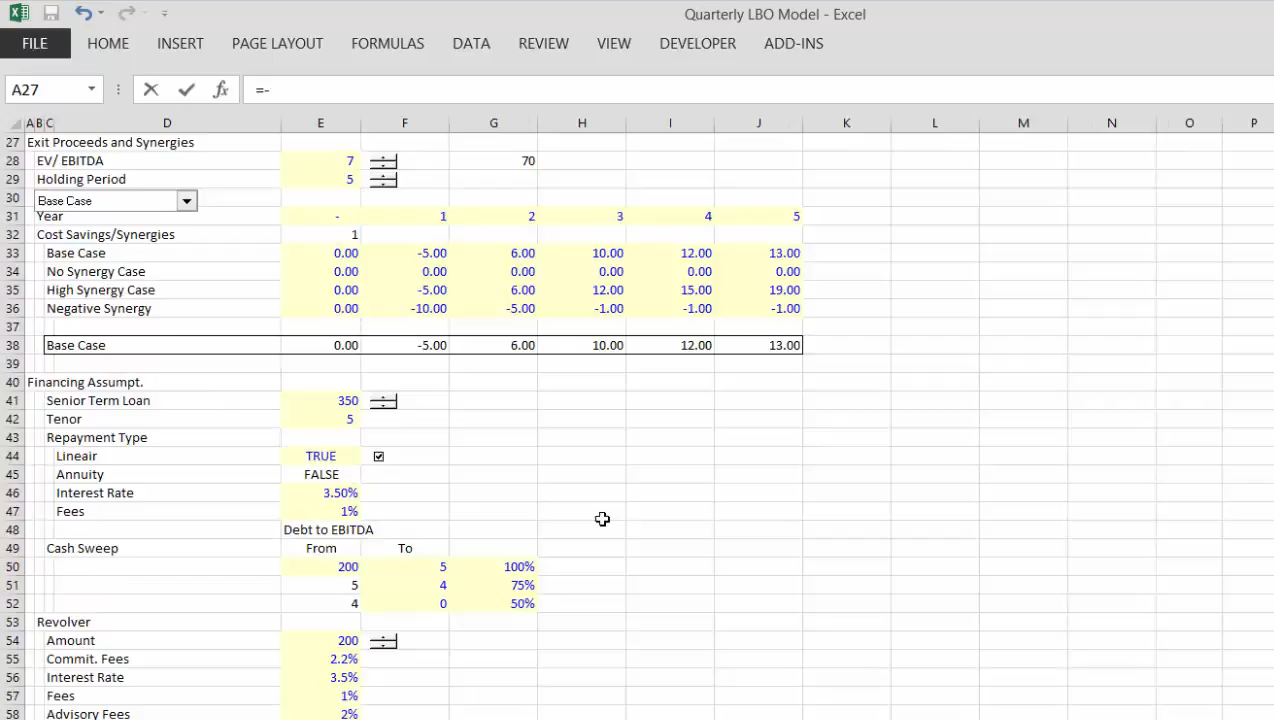 Quarterly LBO Model - Excel
FILE HOME INSERT PAGE LAYOUT FORMULAS DATA REVIEW VIEW DEVELOPER ADD-INS
A27 fx =-
A B C D E F G H I J K L M N O P
27 Exit Proceeds and Synergies
28 EV/ EBITDA 7 70
29 Holding Period 5
30 Base Case
31 Year - 1 2 3 4 5
32 Cost Savings/Synergies 1
33 Base Case 0.00 -5.00 6.00 10.00 12.00 13.00
34 No Synergy Case 0.00 0.00 0.00 0.00 0.00 0.00
35 High Synergy Case 0.00 -5.00 6.00 12.00 15.00 19.00
36 Negative Synergy 0.00 -10.00 -5.00 -1.00 -1.00 -1.00
37
38 Base Case 0.00 -5.00 6.00 10.00 12.00 13.00
39
40 Financing Assumpt.
41 Senior Term Loan 350
42 Tenor 5
43 Repayment Type
44 Lineair TRUE
45 Annuity FALSE
46 Interest Rate 3.50%
47 Fees 1%
48 Debt to EBITDA
49 Cash Sweep From To
50 200 5 100%
51 5 4 75%
52 4 0 50%
53 Revolver
54 Amount 200
55 Commit. Fees 2.2%
56 Interest Rate 3.5%
57 Fees 1%
58 Advisory Fees 2%